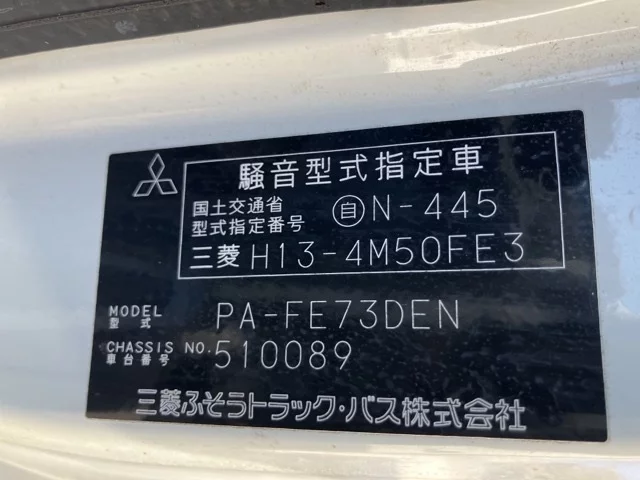 騒音型式指定車
国土交通省
型式指定番号 自N-445
三菱 H13-4M50FE3
MODEL
型式 PA-FE73DEN
CHASSIS NO.
車台番号 510089
三菱ふそうトラック・バス株式会社